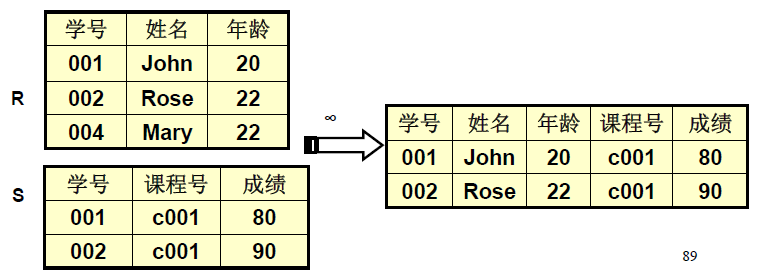 R
学号 姓名 年龄
001 John 20
002 Rose 22
004 Mary 22
S
学号 课程号 成绩
001 c001 80
002 c001 90
∞
学号 姓名 年龄 课程号 成绩
001 John 20 c001 80
002 Rose 22 c001 90
89